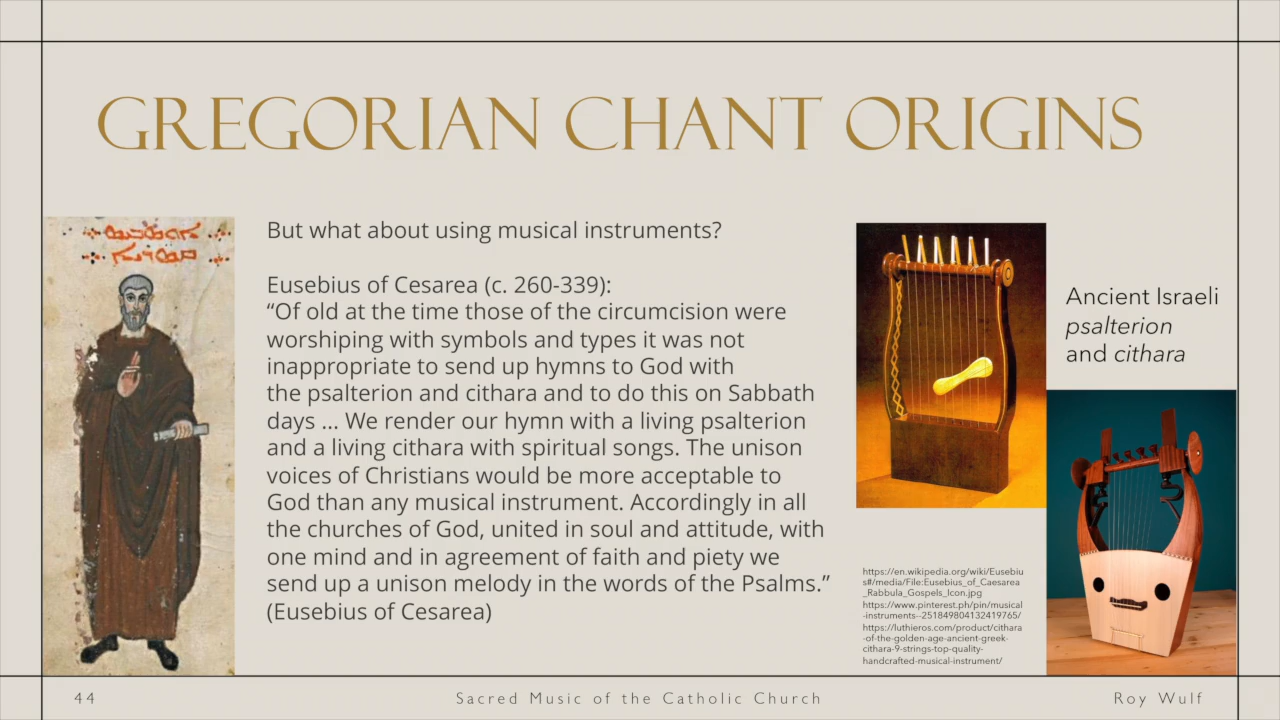 GREGORIAN CHANT ORIGINS
But what about using musical instruments?
Eusebius of Cesarea (c. 260-339):
“Of old at the time those of the circumcision were
worshiping with symbols and types it was not
inappropriate to send up hymns to God with
the psalterion and cithara and to do this on Sabbath
days ... We render our hymn with a living psalterion
and a living cithara with spiritual songs. The unison
voices of Christians would be more acceptable to
God than any musical instrument. Accordingly in all
the churches of God, united in soul and attitude, with
one mind and in agreement of faith and piety we
send up a unison melody in the words of the Psalms.”
(Eusebius of Cesarea)
Ancient Israeli
psalterion
and cithara
https://en.wikipedia.org/wiki/Eusebiu
s#/media/File:Eusebius_of_Caesarea
_Rabbula_Gospels_Icon.jpg
https://www.pinterest.ph/pin/musical
-instruments--251849804132419765/
https://luthieros.com/product/cithara
-of-the-golden-age-ancient-greek-
cithara-9-strings-top-quality-
handcrafted-musical-instrument/
44
Sacred Music of the Catholic Church
Roy Wulf